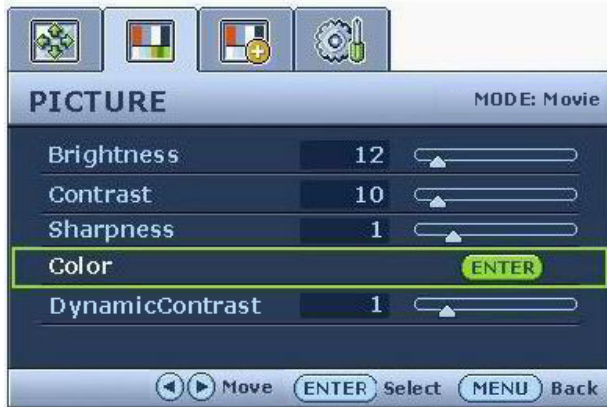 PICTURE MODE: Movie
Brightness 12
Contrast 10
Sharpness 1
Color ENTER
DynamicContrast 1
Move ENTER Select MENU Back